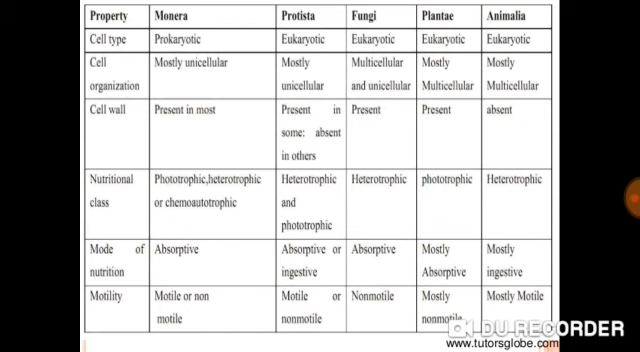 Property Monera Protista Fungi Plantae Animalia
Cell type Prokaryotic Eukaryotic Eukaryotic Eukaryotic Eukaryotic
Cell Mostly unicellular Mostly Multicellular Mostly Mostly
organization unicellular and unicellular Multicellular Multicellular
Cell wall Present in most Present in Present Present absent
some: absent
in others
Nutritional Phototrophic,heterotrophic Heterotrophic Heterotrophic phototrophic Heterotrophic
class or chemoautotrophic and
phototrophic
Mode of Absorptive Absorptive or Absorptive Mostly Mostly
nutrition ingestive Absorptive ingestive
Motility Motile or non Motile or Nonmotile Mostly Mostly Motile
motile nonmotile nonmotile
DU RECORDER
www.tutorsglobe.com